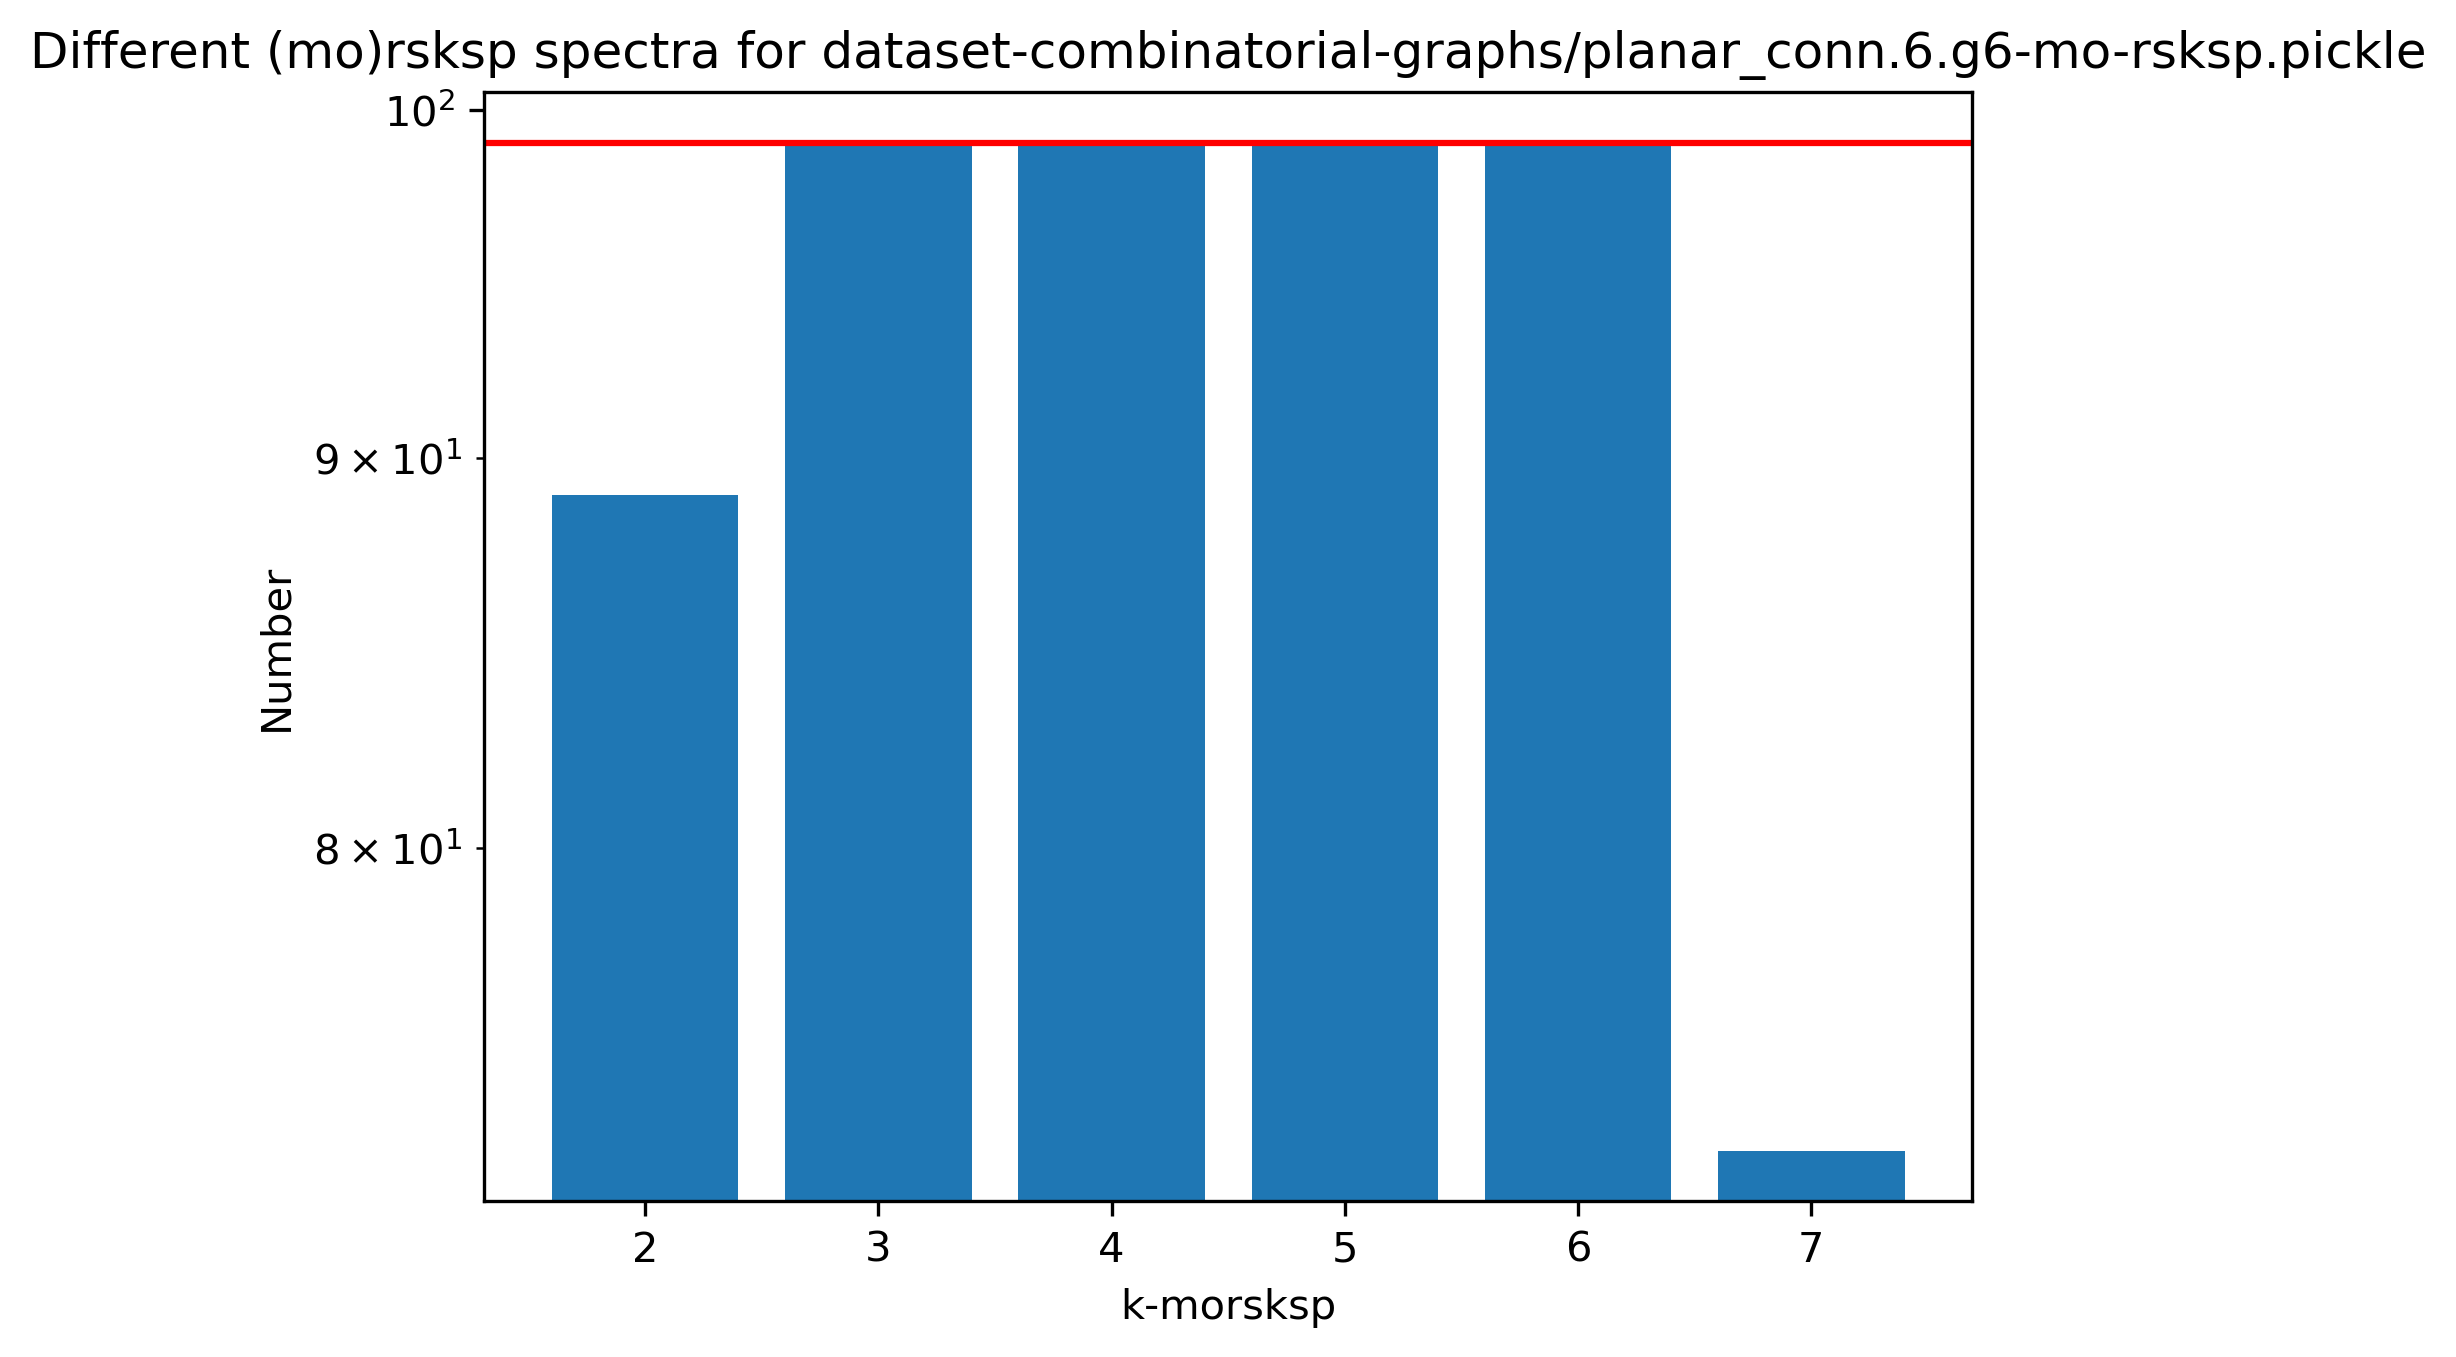 Different (mo)rsksp spectra for dataset-combinatorial-graphs/planar_conn.6.g6-mo-rsksp.pickle
10²
9 × 10¹
8 × 10¹
Number
2 3 4 5 6 7
k-morsksp